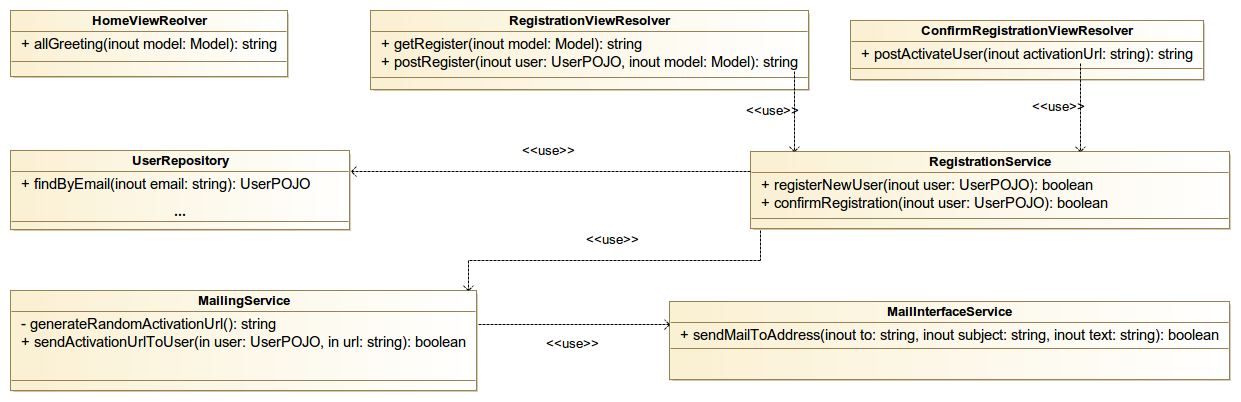 HomeViewReolver
+ allGreeting(inout model: Model): string
RegistrationViewResolver
+ getRegister(inout model: Model): string
+ postRegister(inout user: UserPOJO, inout model: Model): string
ConfirmRegistrationViewResolver
+ postActivateUser(inout activationUrl: string): string
<<use>>
<<use>>
<<use>>
UserRepository
+ findByEmail(inout email: string): UserPOJO
...
RegistrationService
+ registerNewUser(inout user: UserPOJO): boolean
+ confirmRegistration(inout user: UserPOJO): boolean
<<use>>
MailingService
- generateRandomActivationUrl(): string
+ sendActivationUrlToUser(in user: UserPOJO, in url: string): boolean
<<use>>
MailInterfaceService
+ sendMailToAddress(inout to: string, inout subject: string, inout text: string): boolean